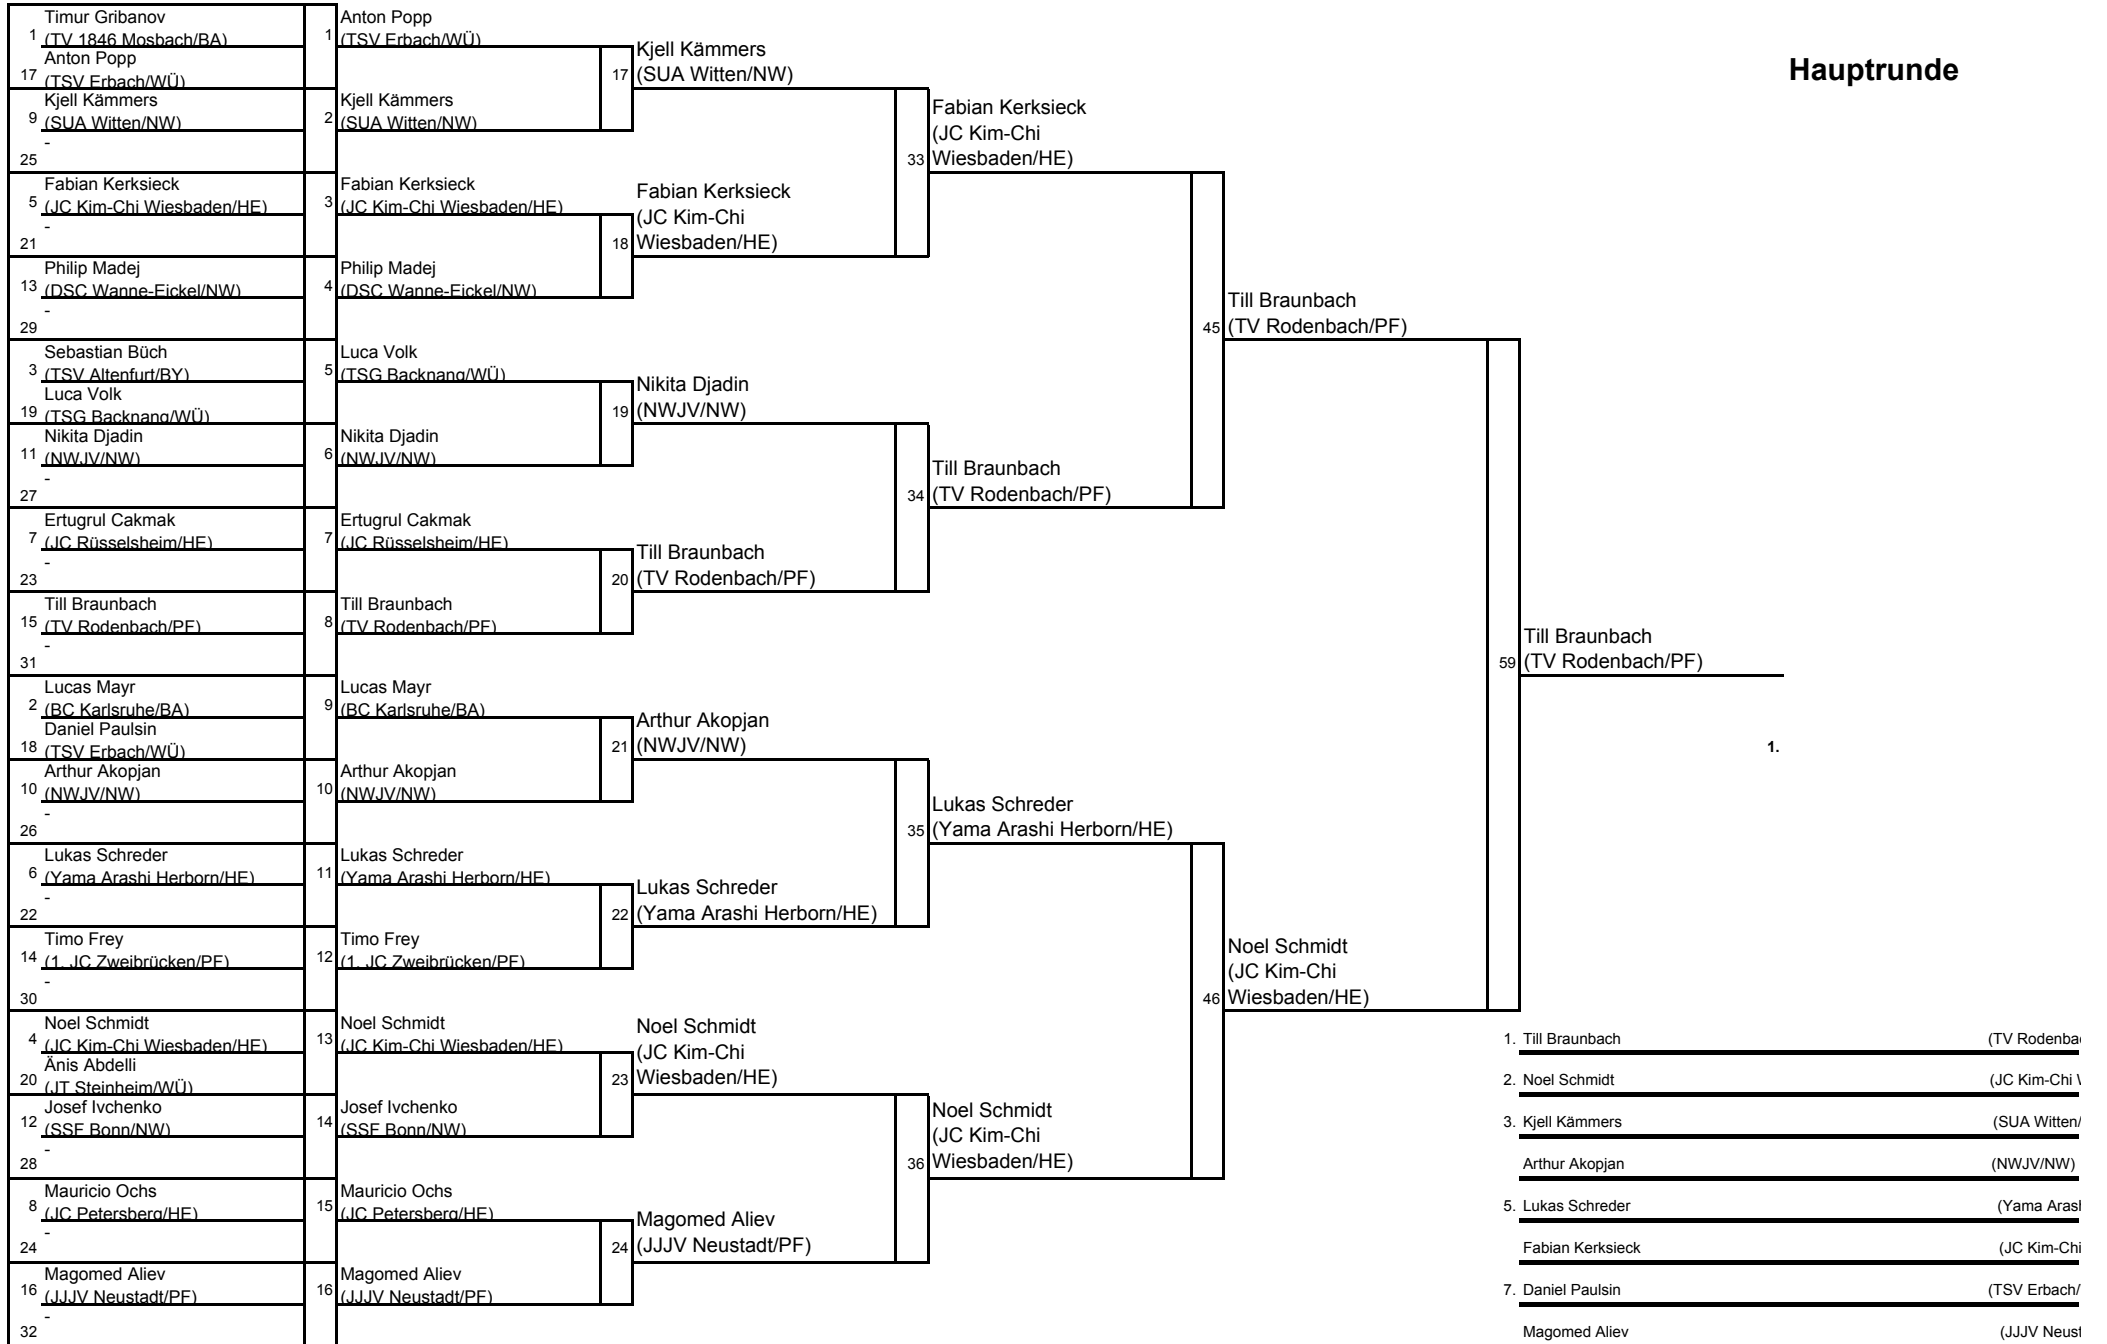 Hauptrunde
1 Timur Gribanov
(TV 1846 Mosbach/BA)
17 Anton Popp
(TSV Erbach/WÜ)
9 Kjell Kämmers
(SUA Witten/NW)
25 -
5 Fabian Kerksieck
(JC Kim-Chi Wiesbaden/HE)
21 -
13 Philip Madej
(DSC Wanne-Eickel/NW)
29 -
3 Sebastian Büch
(TSV Altenfurt/BY)
19 Luca Volk
(TSG Backnang/WÜ)
11 Nikita Djadin
(NWJV/NW)
27 -
7 Ertugrul Cakmak
(JC Rüsselsheim/HE)
23 -
15 Till Braunbach
(TV Rodenbach/PF)
31 -
2 Lucas Mayr
(BC Karlsruhe/BA)
18 Daniel Paulsin
(TSV Erbach/WÜ)
10 Arthur Akopjan
(NWJV/NW)
26 -
6 Lukas Schreder
(Yama Arashi Herborn/HE)
22 -
14 Timo Frey
(1. JC Zweibrücken/PF)
30 -
4 Noel Schmidt
(JC Kim-Chi Wiesbaden/HE)
20 Änis Abdelli
(JT Steinheim/WÜ)
12 Josef Ivchenko
(SSF Bonn/NW)
28 -
8 Mauricio Ochs
(JC Petersberg/HE)
24 -
16 Magomed Aliev
(JJJV Neustadt/PF)
32 -
1 Anton Popp
(TSV Erbach/WÜ)
2 Kjell Kämmers
(SUA Witten/NW)
3 Fabian Kerksieck
(JC Kim-Chi Wiesbaden/HE)
4 Philip Madej
(DSC Wanne-Eickel/NW)
5 Luca Volk
(TSG Backnang/WÜ)
6 Nikita Djadin
(NWJV/NW)
7 Ertugrul Cakmak
(JC Rüsselsheim/HE)
8 Till Braunbach
(TV Rodenbach/PF)
9 Lucas Mayr
(BC Karlsruhe/BA)
10 Arthur Akopjan
(NWJV/NW)
11 Lukas Schreder
(Yama Arashi Herborn/HE)
12 Timo Frey
(1. JC Zweibrücken/PF)
13 Noel Schmidt
(JC Kim-Chi Wiesbaden/HE)
14 Josef Ivchenko
(SSF Bonn/NW)
15 Mauricio Ochs
(JC Petersberg/HE)
16 Magomed Aliev
(JJJV Neustadt/PF)
Kjell Kämmers
17 (SUA Witten/NW)
Fabian Kerksieck
(JC Kim-Chi
18 Wiesbaden/HE)
Nikita Djadin
19 (NWJV/NW)
Till Braunbach
20 (TV Rodenbach/PF)
Arthur Akopjan
21 (NWJV/NW)
Lukas Schreder
22 (Yama Arashi Herborn/HE)
Noel Schmidt
(JC Kim-Chi
23 Wiesbaden/HE)
Magomed Aliev
24 (JJJV Neustadt/PF)
Fabian Kerksieck
(JC Kim-Chi
33 Wiesbaden/HE)
Till Braunbach
34 (TV Rodenbach/PF)
Lukas Schreder
35 (Yama Arashi Herborn/HE)
Noel Schmidt
(JC Kim-Chi
36 Wiesbaden/HE)
Till Braunbach
45 (TV Rodenbach/PF)
Noel Schmidt
(JC Kim-Chi
46 Wiesbaden/HE)
Till Braunbach
59 (TV Rodenbach/PF)
1.
1. Till Braunbach (TV Rodenba
2. Noel Schmidt (JC Kim-Chi
3. Kjell Kämmers (SUA Witten/
Arthur Akopjan (NWJV/NW)
5. Lukas Schreder (Yama Aras
Fabian Kerksieck (JC Kim-Chi
7. Daniel Paulsin (TSV Erbach/
Magomed Aliev (JJJV Neus